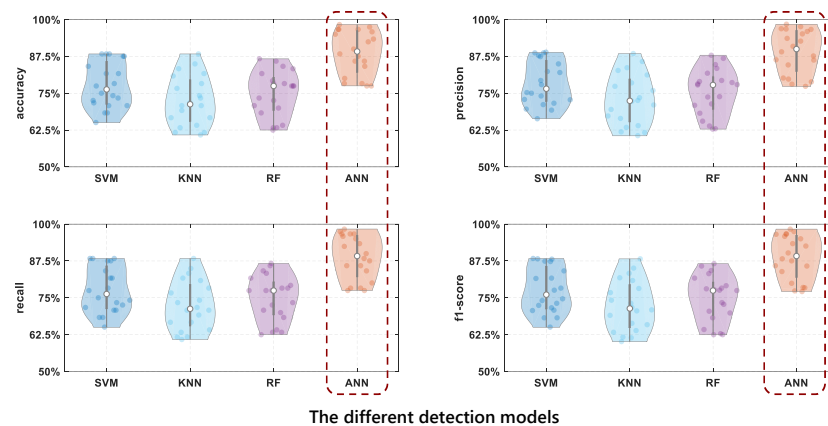 accuracy
100%
87.5%
75%
62.5%
50%
SVM KNN RF ANN
precision
100%
87.5%
75%
62.5%
50%
SVM KNN RF ANN
recall
100%
87.5%
75%
62.5%
50%
SVM KNN RF ANN
f1-score
100%
87.5%
75%
62.5%
50%
SVM KNN RF ANN
The different detection models